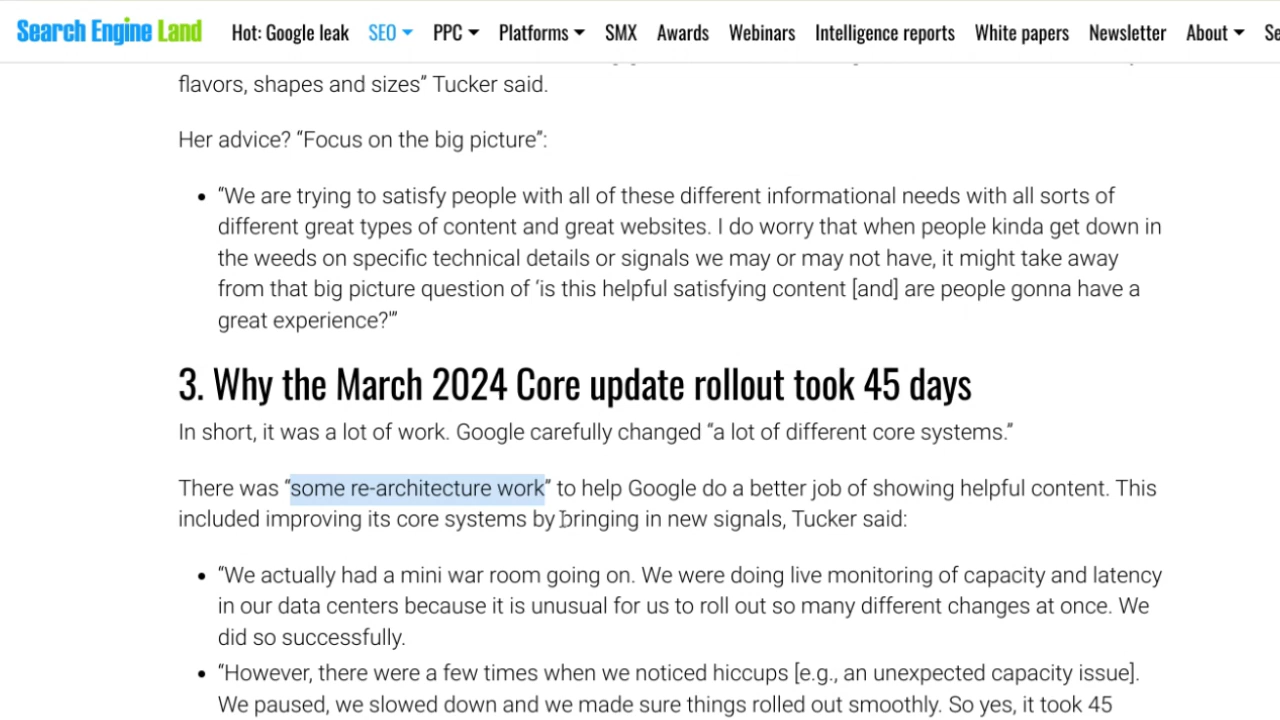 Search Engine Land Hot: Google leak SEO PPC Platforms SMX Awards Webinars Intelligence reports White papers Newsletter About Se
flavors, shapes and sizes” Tucker said.
Her advice? “Focus on the big picture”:
• “We are trying to satisfy people with all of these different informational needs with all sorts of
different great types of content and great websites. I do worry that when people kinda get down in
the weeds on specific technical details or signals we may or may not have, it might take away
from that big picture question of ‘is this helpful satisfying content [and] are people gonna have a
great experience?’”
3. Why the March 2024 Core update rollout took 45 days
In short, it was a lot of work. Google carefully changed “a lot of different core systems.”
There was “some re-architecture work” to help Google do a better job of showing helpful content. This
included improving its core systems by bringing in new signals, Tucker said:
• “We actually had a mini war room going on. We were doing live monitoring of capacity and latency
in our data centers because it is unusual for us to roll out so many different changes at once. We
did so successfully.
• “However, there were a few times when we noticed hiccups [e.g., an unexpected capacity issue].
We paused, we slowed down and we made sure things rolled out smoothly. So yes, it took 45